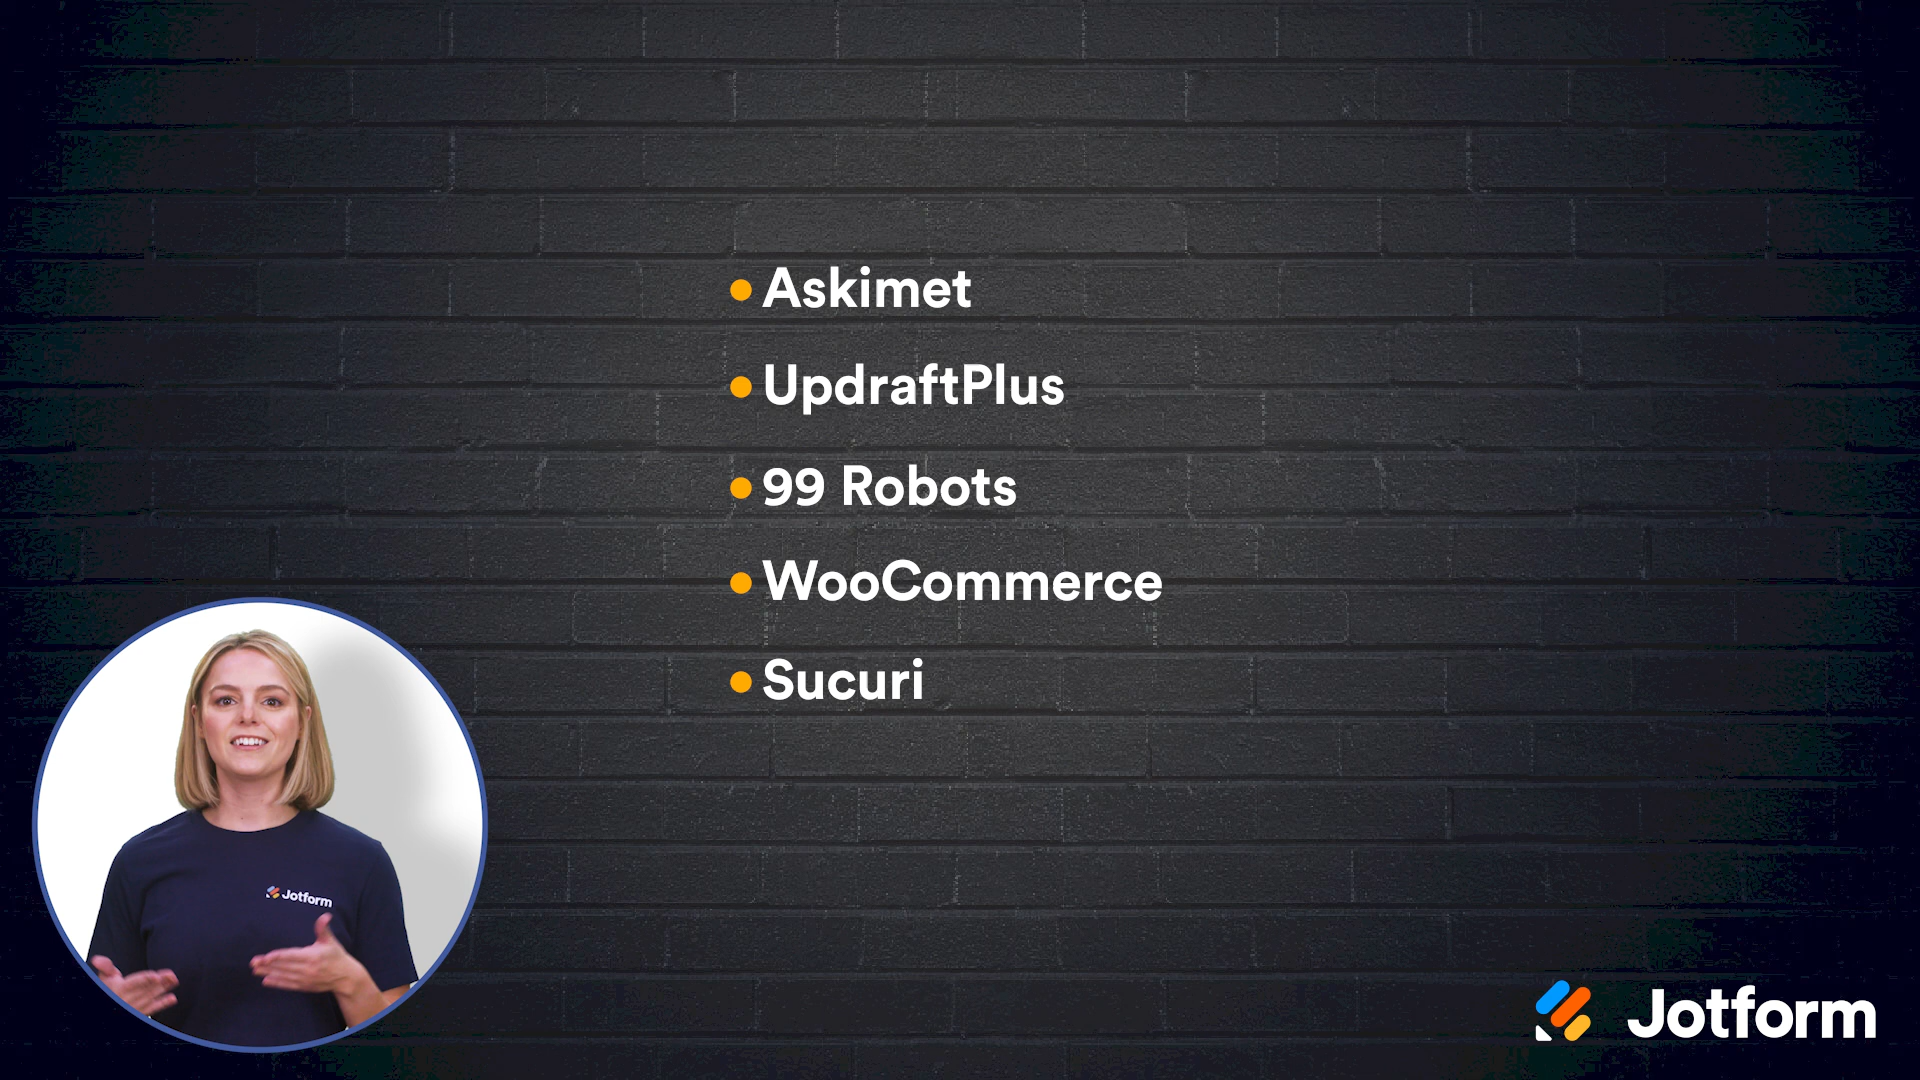 Askimet
UpdraftPlus
99 Robots
WooCommerce
Sucuri
Jotform
Jotform